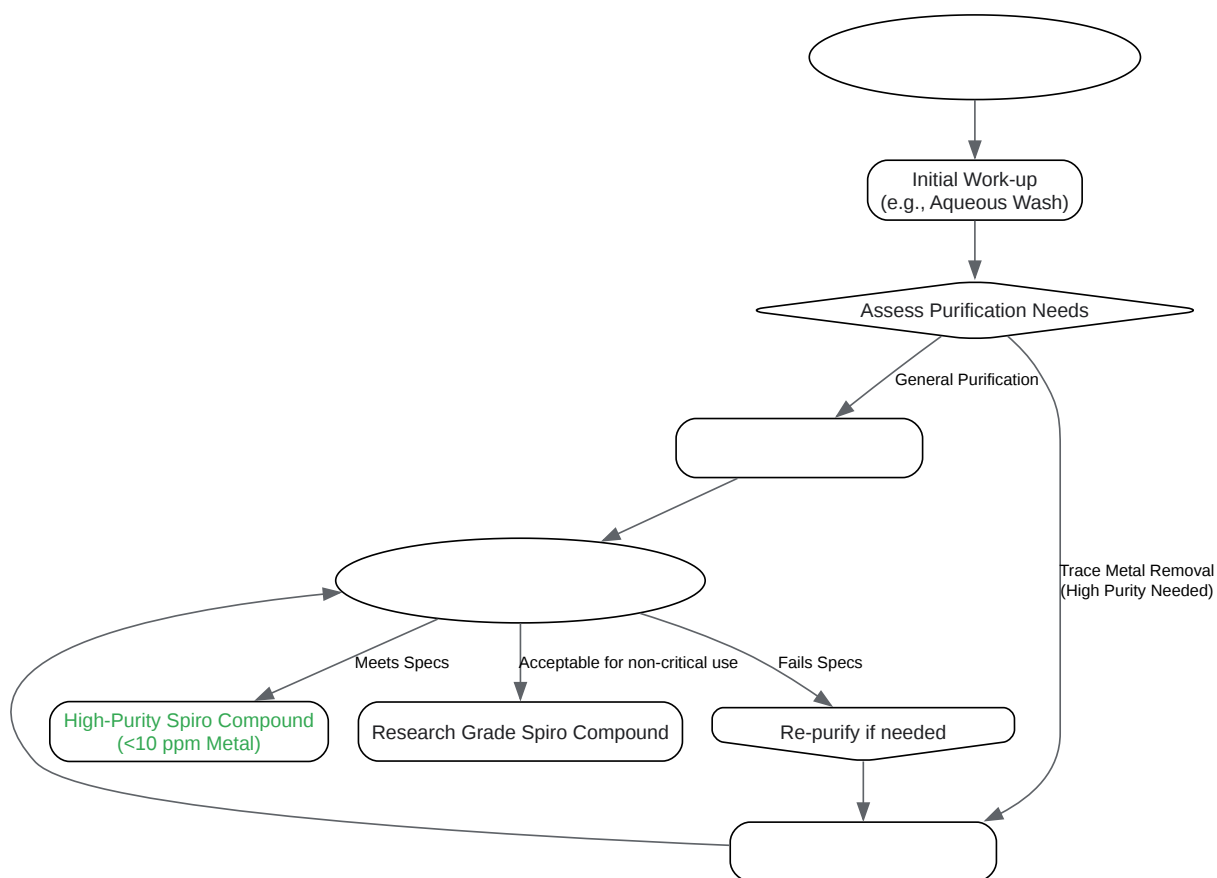 Initial Work-up
(e.g., Aqueous Wash)
Assess Purification Needs
General Purification
Trace Metal Removal
(High Purity Needed)
Meets Specs
Acceptable for non-critical use
Fails Specs
High-Purity Spiro Compound
(<10 ppm Metal)
Research Grade Spiro Compound
Re-purify if needed